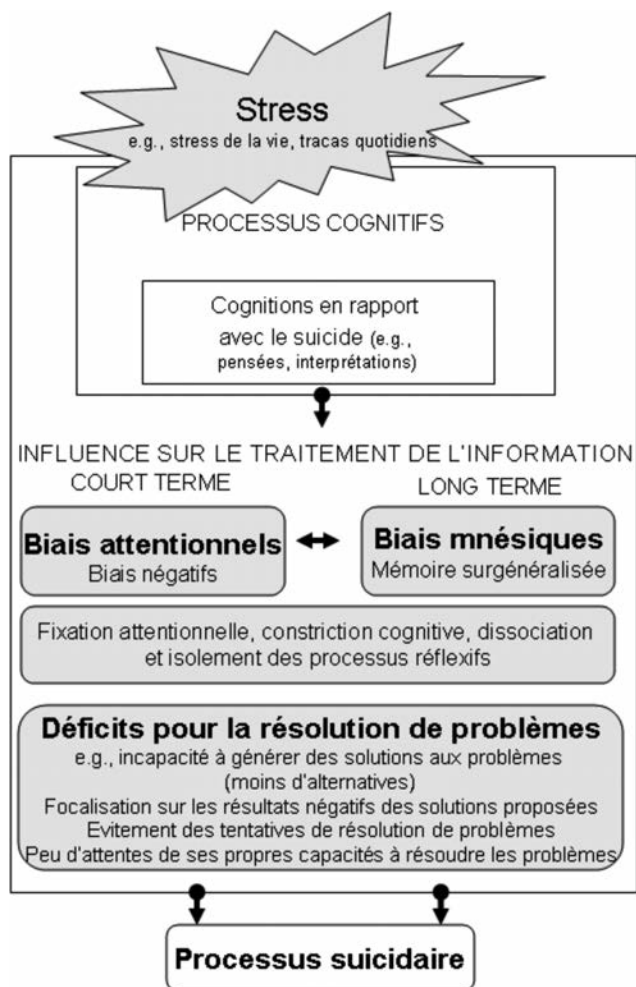 Stress
e.g., stress de la vie, tracas quotidiens
PROCESSUS COGNITIFS
Cognitions en rapport
avec le suicide (e.g.,
pensées, interprétations)
INFLUENCE SUR LE TRAITEMENT DE L'INFORMATION
COURT TERME
LONG TERME
Biais attentionnels
Biais négatifs
Biais mnésiques
Mémoire surgénéralisée
Fixation attentionnelle, constriction cognitive, dissociation
et isolement des processus réflexifs
Déficits pour la résolution de problèmes
e.g., incapacité à générer des solutions aux problèmes
(moins d'alternatives)
Focalisation sur les résultats négatifs des solutions proposées
Evitement des tentatives de résolution de problèmes
Peu d'attentes de ses propres capacités à résoudre les problèmes
Processus suicidaire